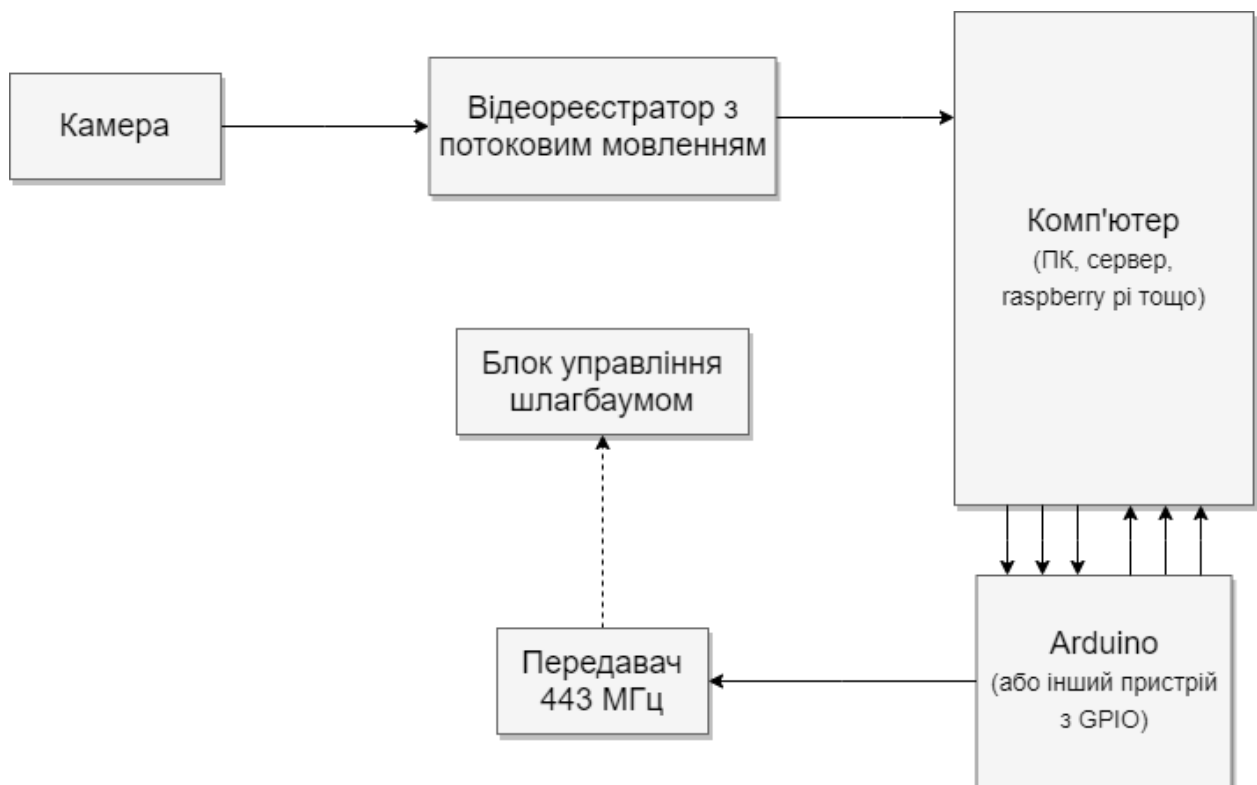 Камера
Відеореєстратор з
потоковим мовленням
Комп'ютер
(ПК, сервер,
raspberry pi тощо)
Блок управління
шлагбаумом
Передавач
443 МГц
Arduino
(або інший пристрій
з GPIO)